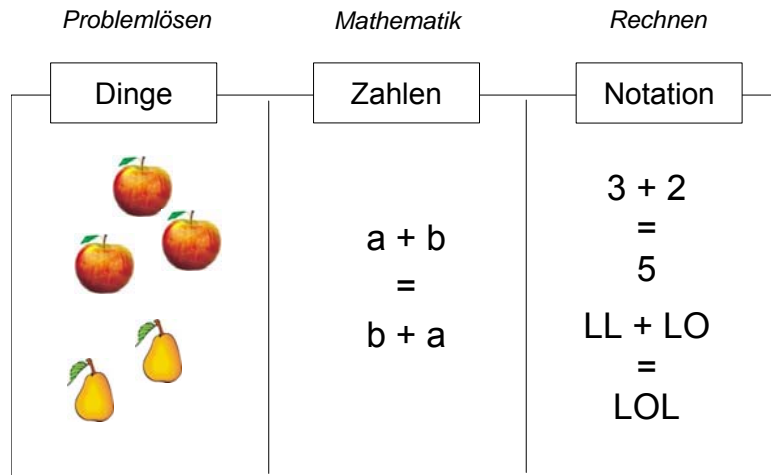 Problemlösen
Mathematik
Rechnen
Dinge
Zahlen
Notation
a + b
=
b + a
3 + 2
=
5
LL + LO
=
LOL